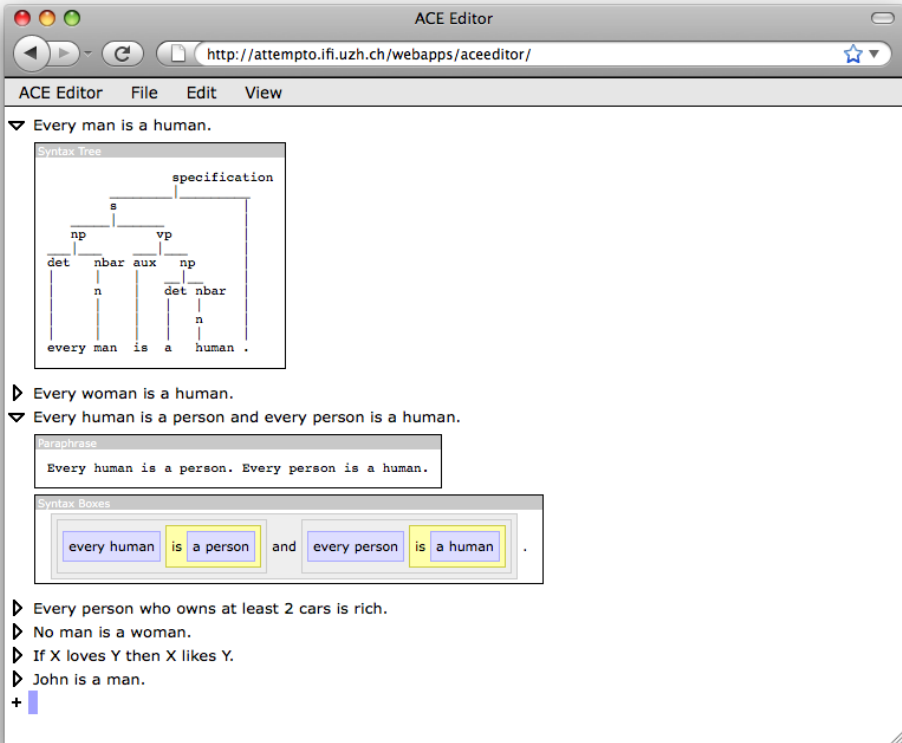 ACE Editor
http://attempto.ifi.uzh.ch/webapps/aceeditor/
ACE Editor File Edit View
Every man is a human.
Syntax Tree
specification
s
np vp
det nbar aux np
n det nbar
n
every man is a human .
Every woman is a human.
Every human is a person and every person is a human.
Paraphrase
Every human is a person. Every person is a human.
Syntax Boxes
every human is a person and every person is a human .
Every person who owns at least 2 cars is rich.
No man is a woman.
If X loves Y then X likes Y.
John is a man.
+